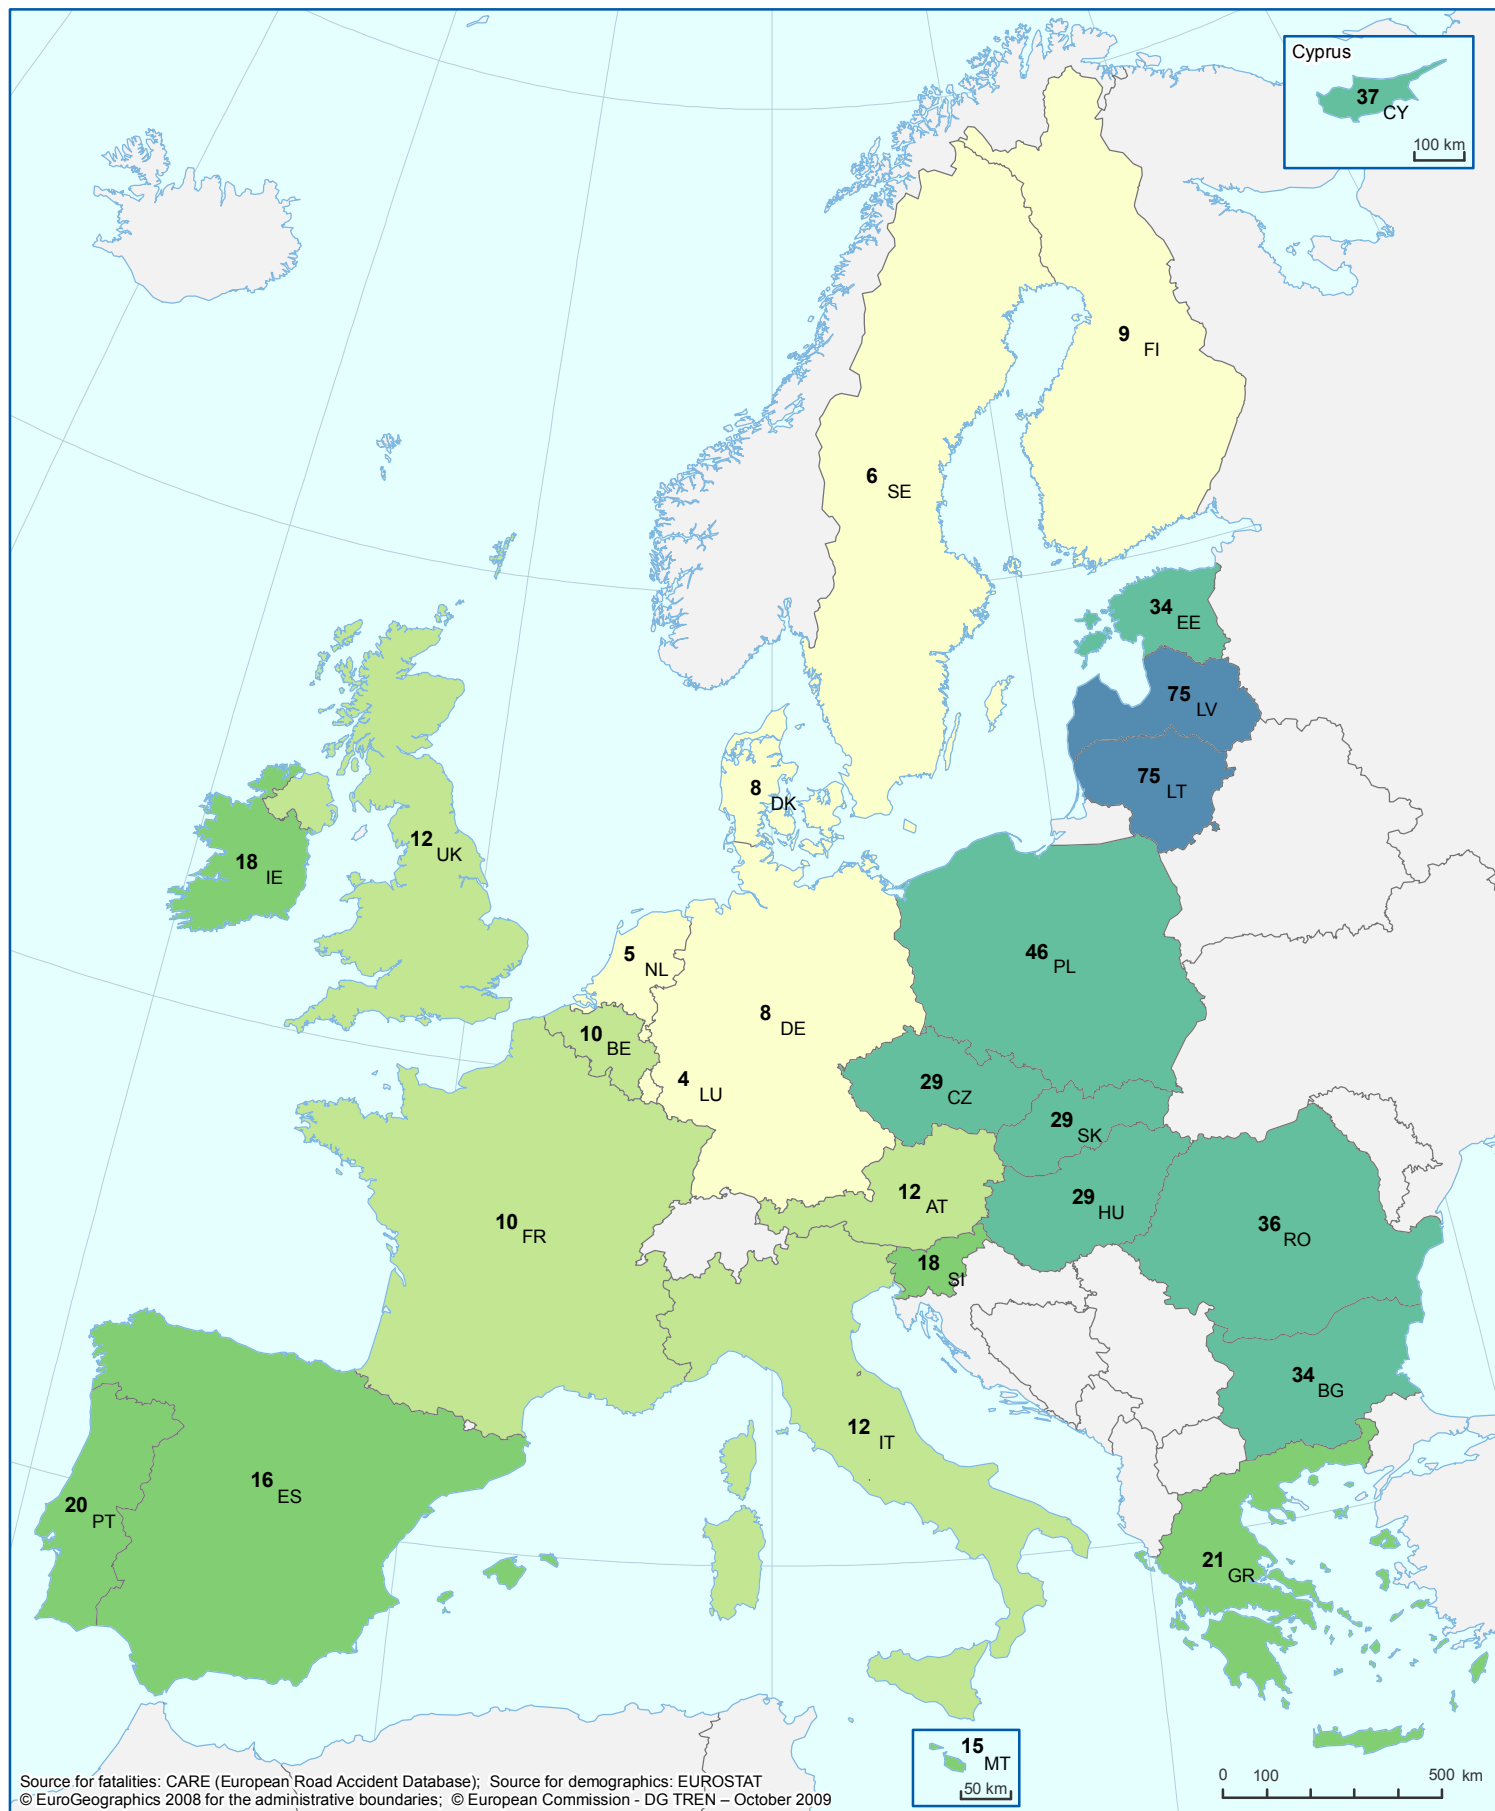 Cyprus
37
CY
100 km
9
FI
6
SE
34
EE
75
LV
75
LT
8
DK
12
UK
18
IE
46
PL
5
NL
8
DE
10
BE
29
CZ
4
LU
29
SK
12
AT
29
HU
10
FR
36
RO
18
SI
34
BG
12
IT
16
ES
20
PT
21
GR
15
MT
50 km
0 100 500 km
Source for fatalities: CARE (European Road Accident Database); Source for demographics: EUROSTAT
© EuroGeographics 2008 for the administrative boundaries; © European Commission - DG TREN – October 2009